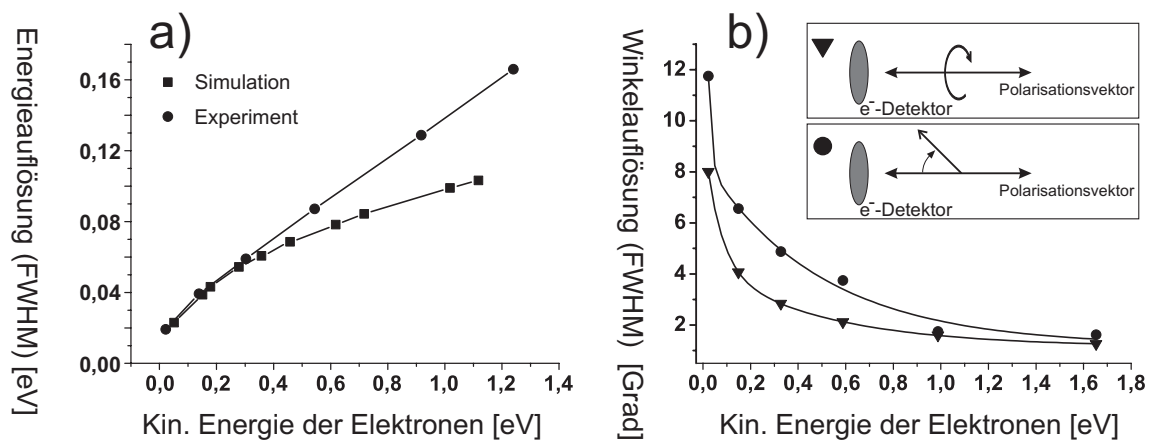 a)
Energieauflösung (FWHM) [eV]
0,16
0,12
0,08
0,04
0,00
Simulation
Experiment
0,0 0,2 0,4 0,6 0,8 1,0 1,2 1,4
Kin. Energie der Elektronen [eV]
b)
Winkelauflösung (FWHM) [Grad]
12
10
8
6
4
2
e⁻-Detektor
Polarisationsvektor
e⁻-Detektor
Polarisationsvektor
0,0 0,2 0,4 0,6 0,8 1,0 1,2 1,4 1,6 1,8
Kin. Energie der Elektronen [eV]